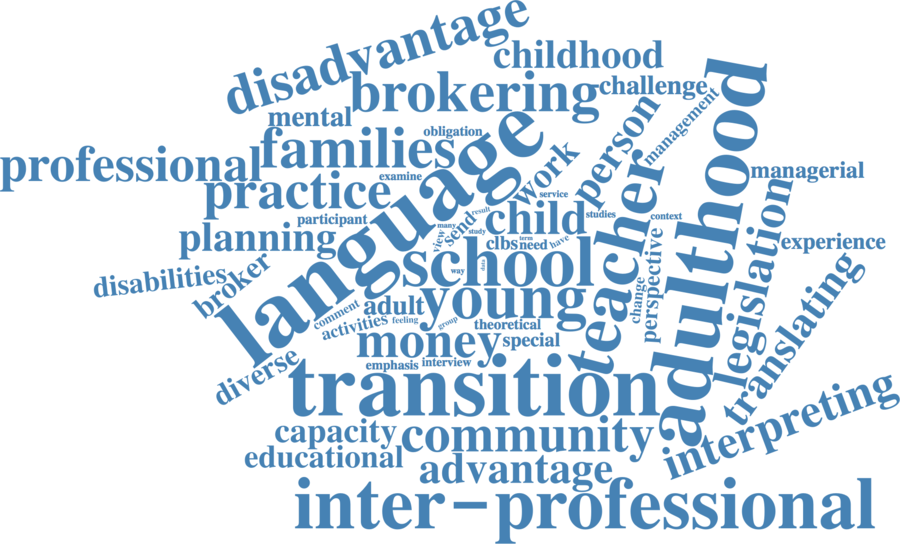 disadvantage
childhood
brokering
challenge
mental
management
person
adulthood
language
obligation
families
work
professional
examine
managerial
practice
service
participant
send
result
child
studies
context
teacher
legislation
planning
many
view
study
clbs
term
need
have
experience
perspective
school
way
data
disabilities
broker
change
translating
young
adult
comment
activities
feeling
group
theoretical
money
special
diverse
emphasis
interview
transition
interpreting
capacity
community
educational
advantage
inter-professional